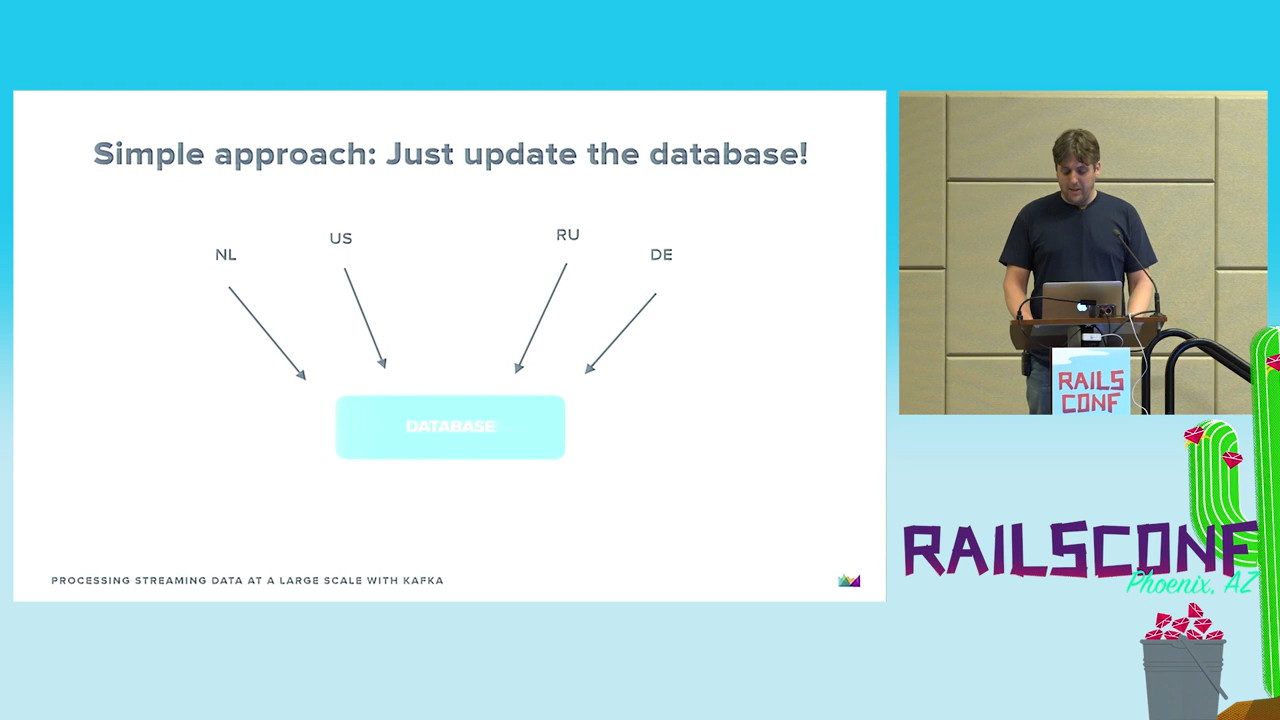 Simple approach: Just update the database!
NL
US
RU
DE
DATABASE
PROCESSING STREAMING DATA AT A LARGE SCALE WITH KAFKA
RAILS
CONF
RAILSCONF
Phoenix, AZ